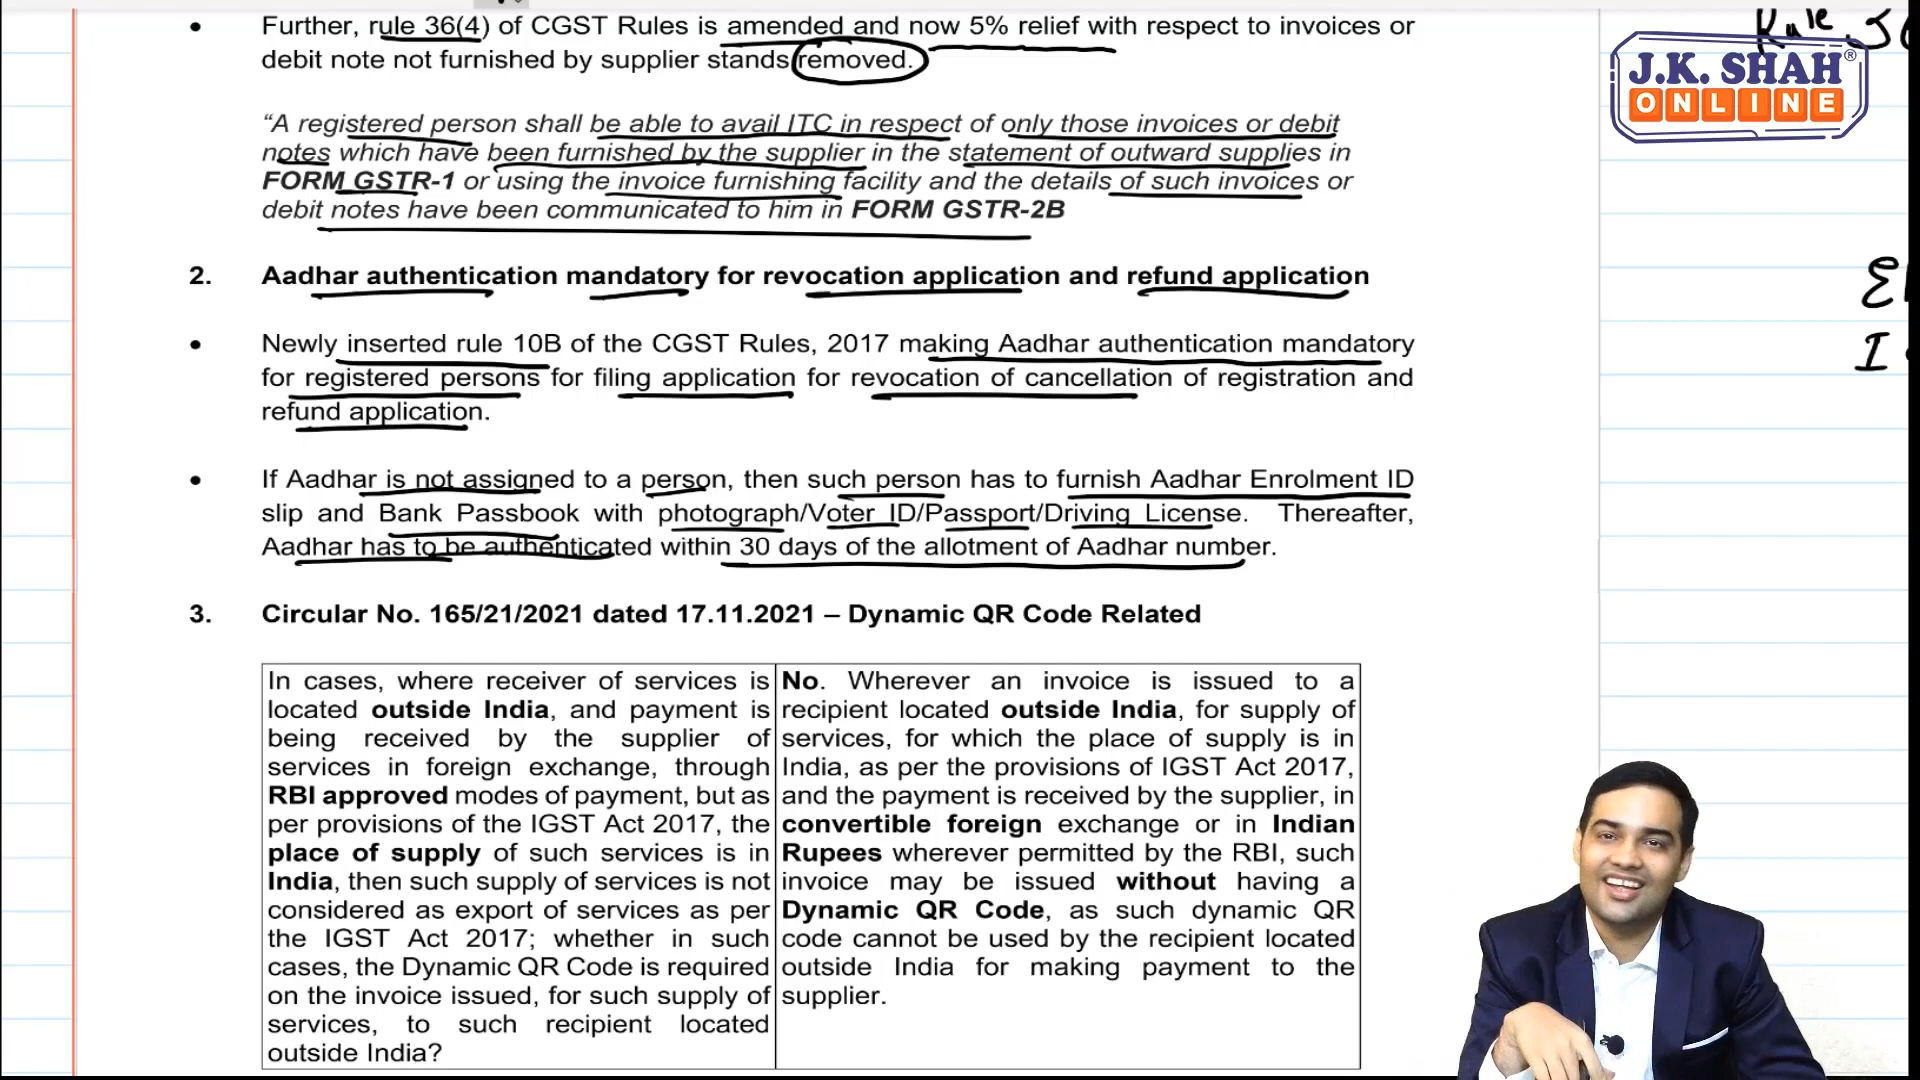 • Further, rule 36(4) of CGST Rules is amended and now 5% relief with respect to invoices or
debit note not furnished by supplier stands removed.
Rule
J.K. SHAH®
ONLINE
“A registered person shall be able to avail ITC in respect of only those invoices or debit
notes which have been furnished by the supplier in the statement of outward supplies in
FORM GSTR-1 or using the invoice furnishing facility and the details of such invoices or
debit notes have been communicated to him in FORM GSTR-2B
2. Aadhar authentication mandatory for revocation application and refund application
• Newly inserted rule 10B of the CGST Rules, 2017 making Aadhar authentication mandatory
for registered persons for filing application for revocation of cancellation of registration and
refund application.
• If Aadhar is not assigned to a person, then such person has to furnish Aadhar Enrolment ID
slip and Bank Passbook with photograph/Voter ID/Passport/Driving License. Thereafter,
Aadhar has to be authenticated within 30 days of the allotment of Aadhar number.
3. Circular No. 165/21/2021 dated 17.11.2021 – Dynamic QR Code Related
In cases, where receiver of services is
located outside India, and payment is
being received by the supplier of
services in foreign exchange, through
RBI approved modes of payment, but as
per provisions of the IGST Act 2017, the
place of supply of such services is in
India, then such supply of services is not
considered as export of services as per
the IGST Act 2017; whether in such
cases, the Dynamic QR Code is required
on the invoice issued, for such supply of
services, to such recipient located
outside India?
No. Wherever an invoice is issued to a
recipient located outside India, for supply of
services, for which the place of supply is in
India, as per the provisions of IGST Act 2017,
and the payment is received by the supplier, in
convertible foreign exchange or in Indian
Rupees wherever permitted by the RBI, such
invoice may be issued without having a
Dynamic QR Code, as such dynamic QR
code cannot be used by the recipient located
outside India for making payment to the
supplier.